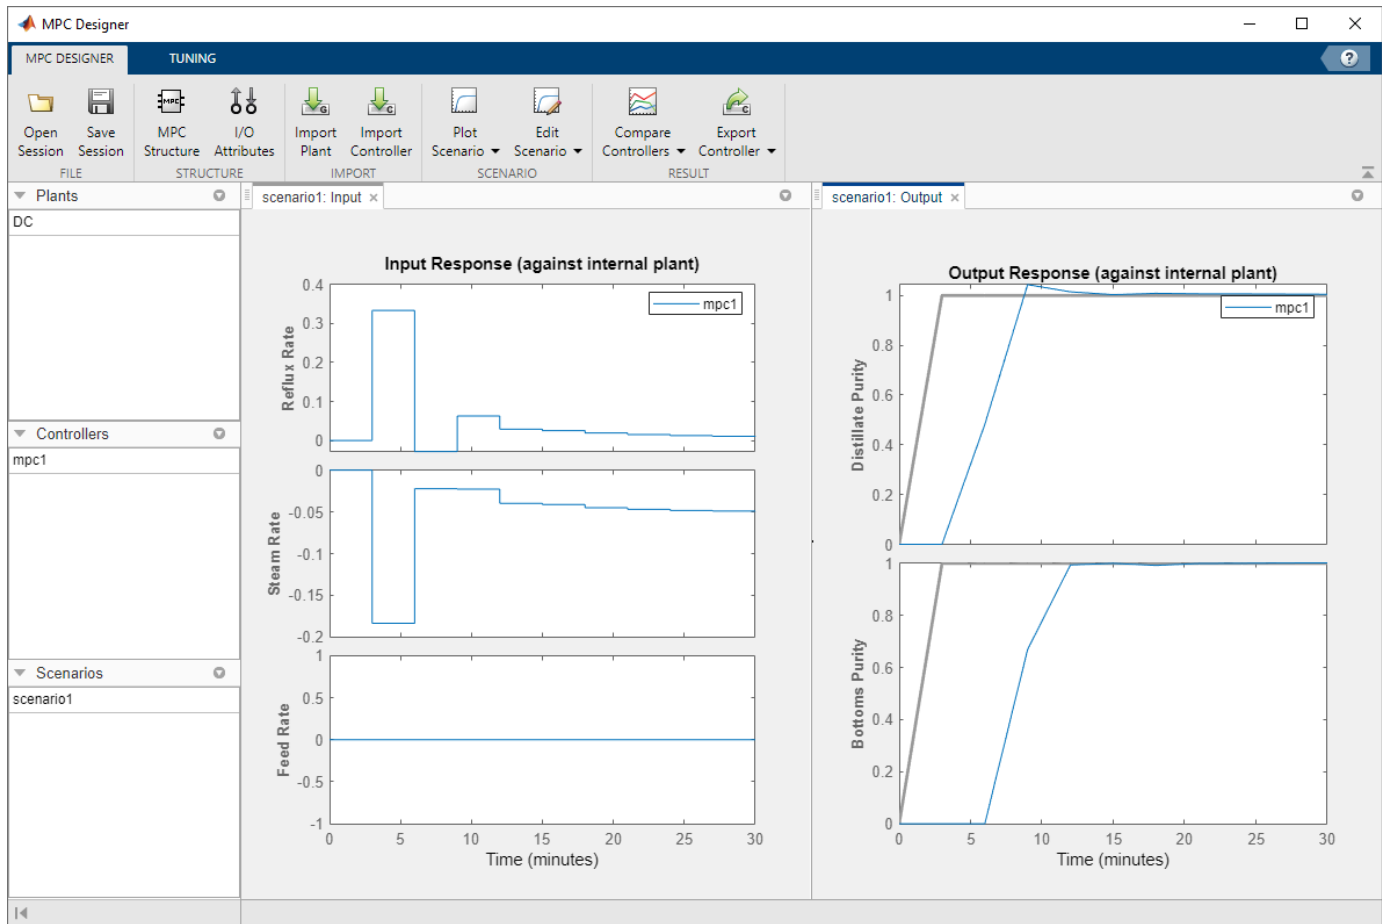 MPC Designer
MPC DESIGNER
TUNING
?
Open Session
Save Session
MPC Structure
I/O Attributes
Import Plant
Import Controller
Plot Scenario
Edit Scenario
Compare Controllers
Export Controller
FILE
STRUCTURE
IMPORT
SCENARIO
RESULT
Plants
DC
Controllers
mpc1
Scenarios
scenario1
scenario1: Input
Input Response (against internal plant)
mpc1
Reflux Rate
0.4
0.3
0.2
0.1
0
Steam Rate
0
-0.05
-0.1
-0.15
-0.2
Feed Rate
1
0.5
0
-0.5
-1
0 5 10 15 20 25 30
Time (minutes)
scenario1: Output
Output Response (against internal plant)
mpc1
Distillate Purity
1
0.8
0.6
0.4
0.2
0
Bottoms Purity
1
0.8
0.6
0.4
0.2
0
0 5 10 15 20 25 30
Time (minutes)